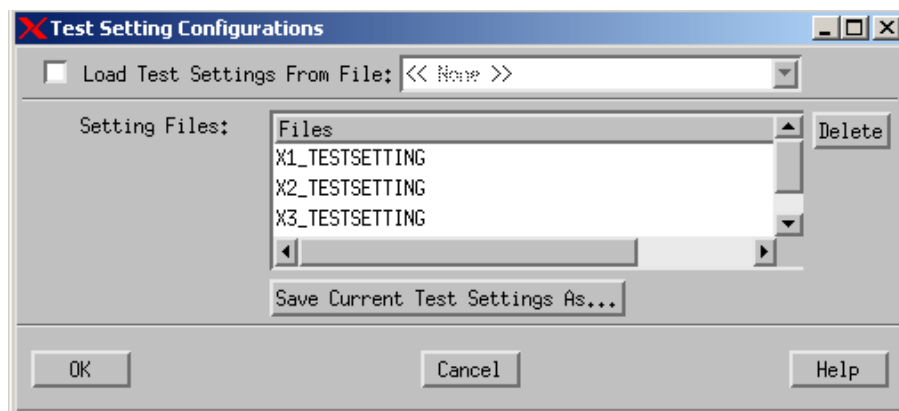 Test Setting Configurations
Load Test Settings From File: << None >>
Setting Files:
Files
Delete
X1_TESTSETTING
X2_TESTSETTING
X3_TESTSETTING
Save Current Test Settings As...
OK
Cancel
Help